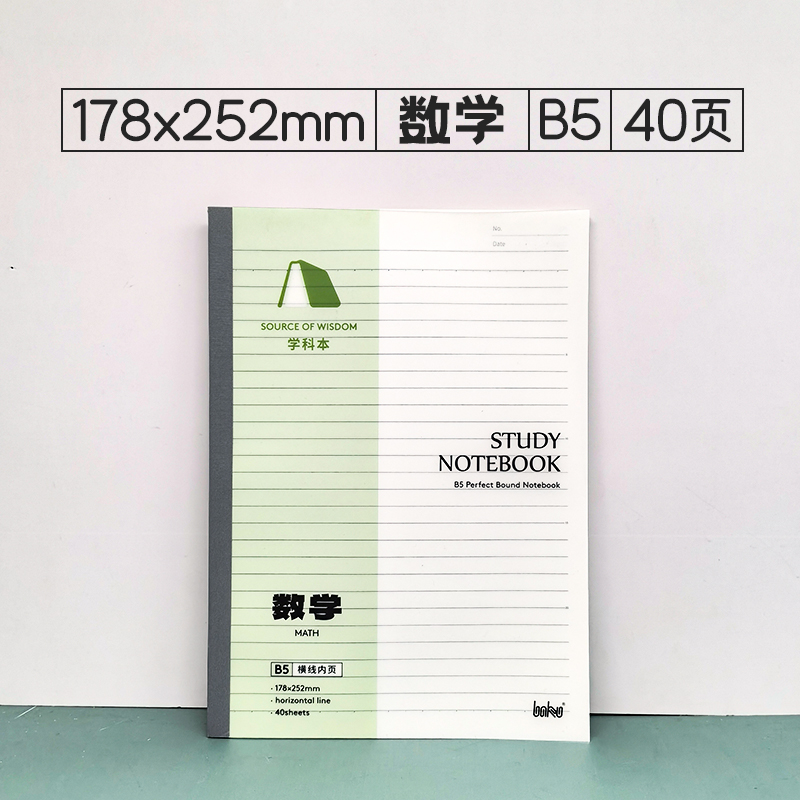 178x252mm 数学 B5 40页
No.
Date
SOURCE OF WISDOM
学科本
STUDY
NOTEBOOK
B5 Perfect Bound Notebook
数学
MATH
B5 横线内页
· 178×252mm
· horizontal line
· 40sheets